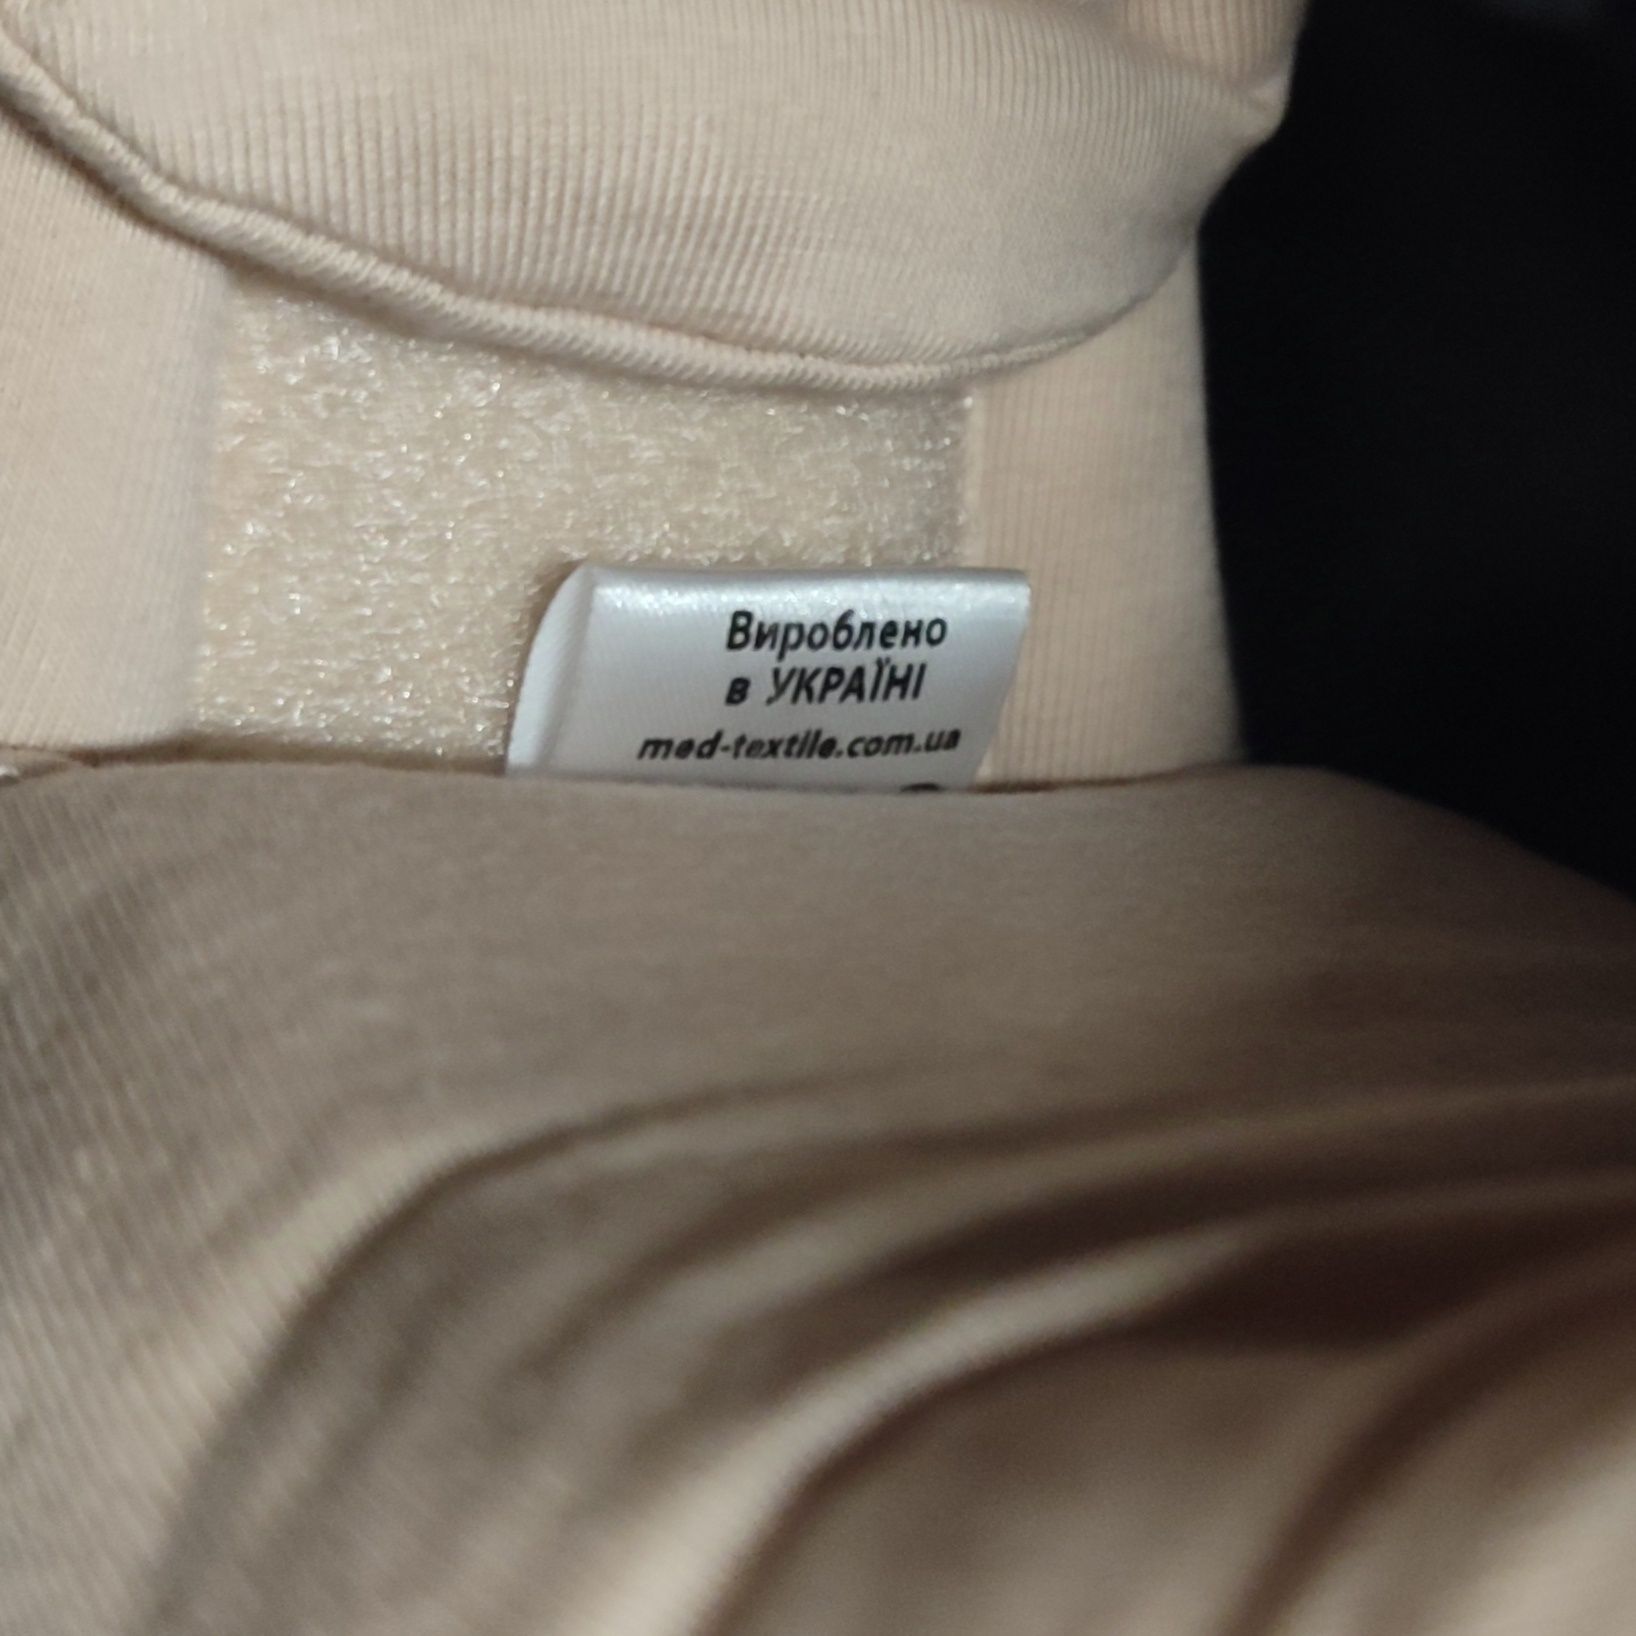 Вироблено
в УКРАЇНІ
med-textile.com.ua